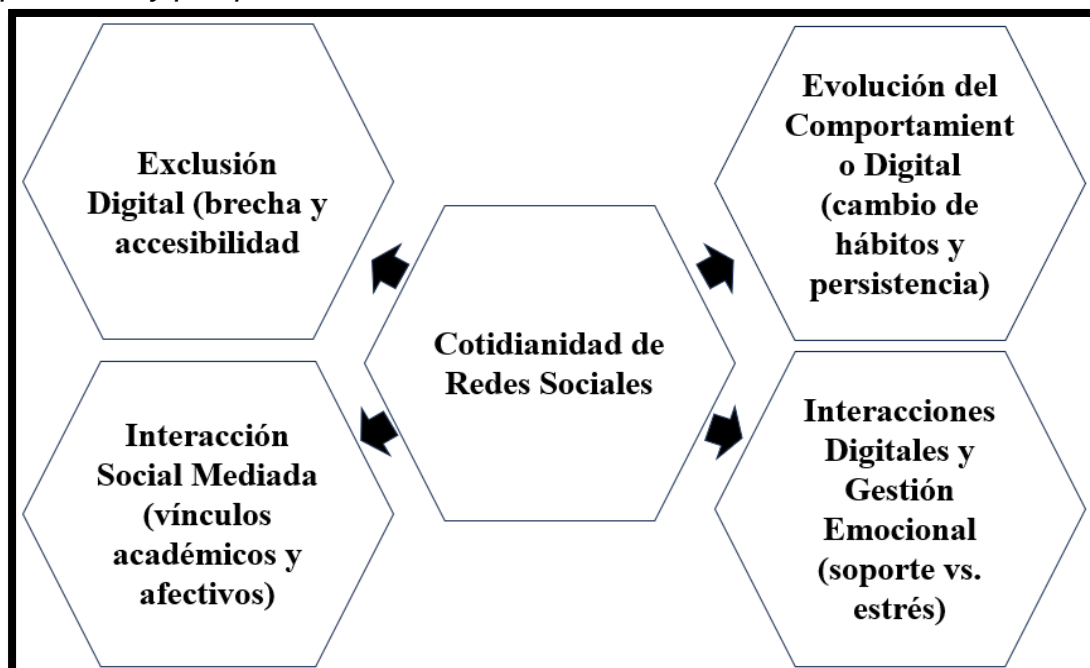 Exclusión
Digital (brecha y
accesibilidad
Evolución del
Comportamient
o Digital
(cambio de
hábitos y
persistencia)
Cotidianidad de
Redes Sociales
Interacción
Social Mediada
(vínculos
académicos y
afectivos)
Interacciones
Digitales y
Gestión
Emocional
(soporte vs.
estrés)